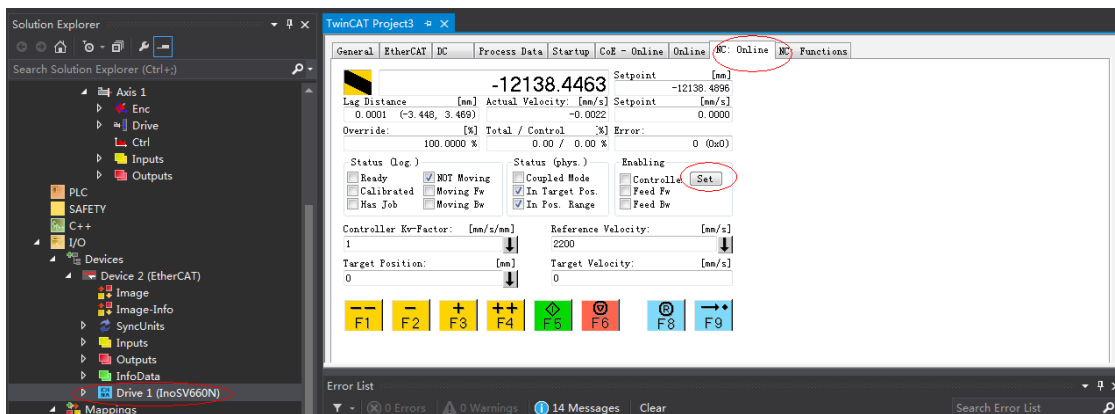 Solution Explorer
Search Solution Explorer (Ctrl+;)
Axis 1
Enc
Drive
Ctrl
Inputs
Outputs
PLC
SAFETY
C++
I/O
Devices
Device 2 (EtherCAT)
Image
Image-Info
SyncUnits
Inputs
Outputs
InfoData
Drive 1 (InoSV660N)
Mappings
TwinCAT Project3
General EtherCAT DC Process Data Startup CoE - Online Online NC: Online NC: Functions
-12138.4463 Setpoint [mm]
-12138.4896
Lag Distance [mm] Actual Velocity: [mm/s] Setpoint [mm/s]
0.0001 (-3.448, 3.469) -0.0022 0.0000
Override: [%] Total / Control [%] Error:
100.0000 % 0.00 / 0.00 % 0 (0x0)
Status (log.) Status (phys.) Enabling
Ready NOT Moving Coupled Mode Controller Set
Calibrated Moving Fw In Target Pos. Feed Fw
Has Job Moving Bw In Pos. Range Feed Bw
Controller Kv-Factor: [mm/s/mm] Reference Velocity: [mm/s]
1 2200
Target Position: [mm] Target Velocity: [mm/s]
0 0
-- - + ++ R
F1 F2 F3 F4 F5 F6 F8 F9
Error List
0 Errors 0 Warnings 14 Messages Clear Search Error List